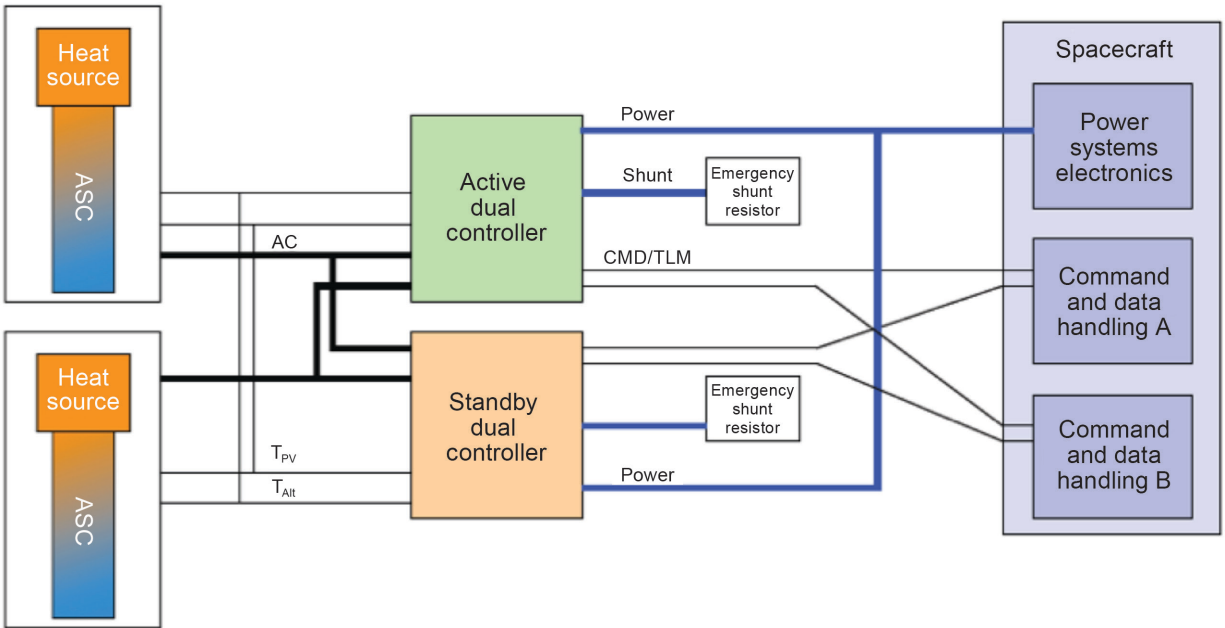 Heat
source
ASC
Heat
source
ASC
AC
T_PV
T_Alt
Active
dual
controller
Standby
dual
controller
Power
Shunt
Emergency
shunt
resistor
CMD/TLM
Emergency
shunt
resistor
Power
Spacecraft
Power
systems
electronics
Command
and data
handling A
Command
and data
handling B